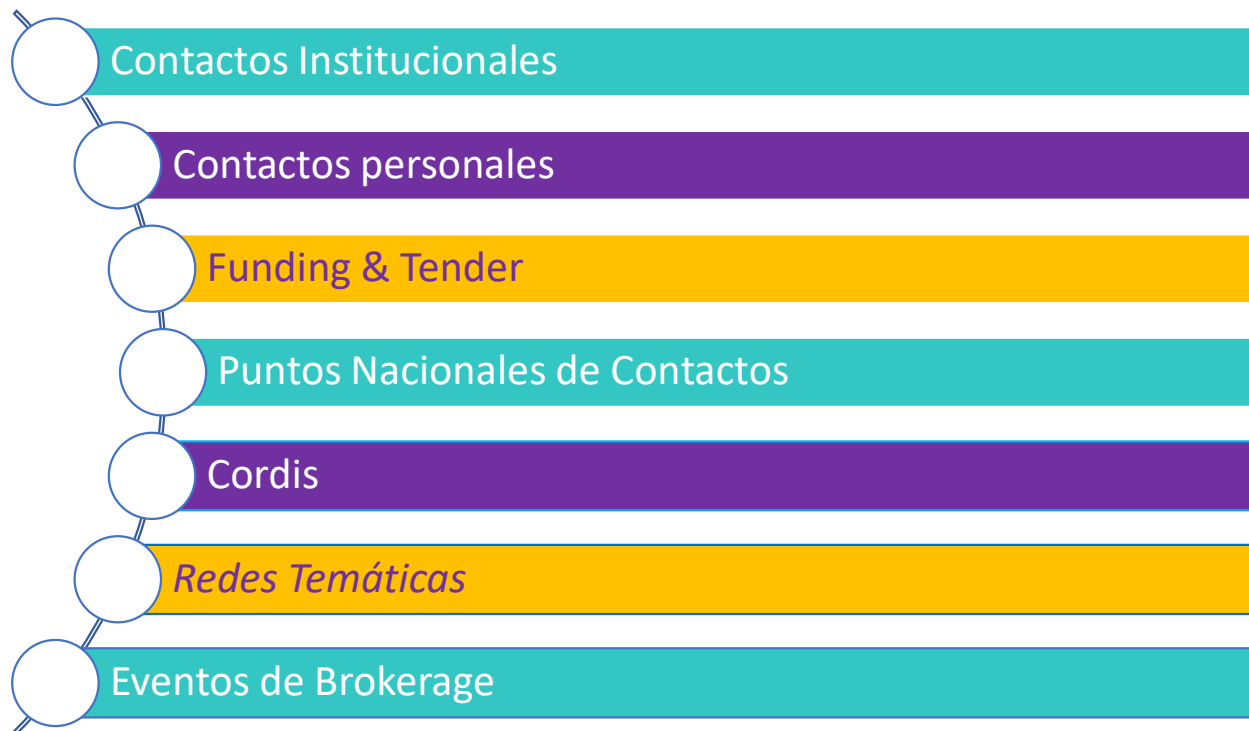 Contactos Institucionales
Contactos personales
Funding & Tender
Puntos Nacionales de Contactos
Cordis
Redes Temáticas
Eventos de Brokerage